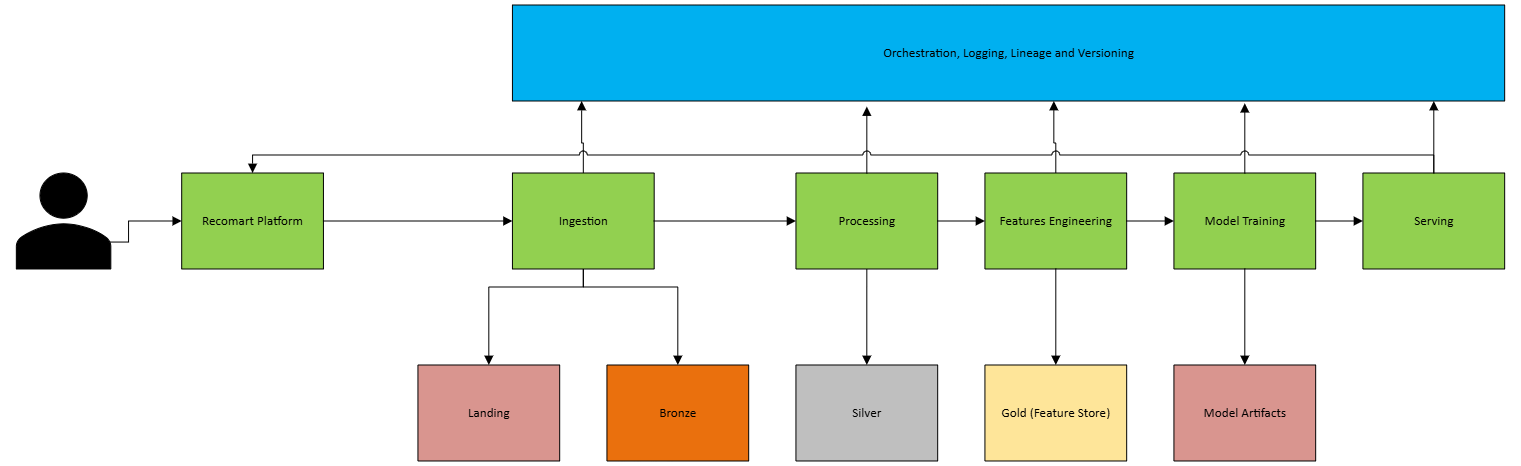 Orchestration, Logging, Lineage and Versioning
Recomart Platform
Ingestion
Processing
Features Engineering
Model Training
Serving
Landing
Bronze
Silver
Gold (Feature Store)
Model Artifacts